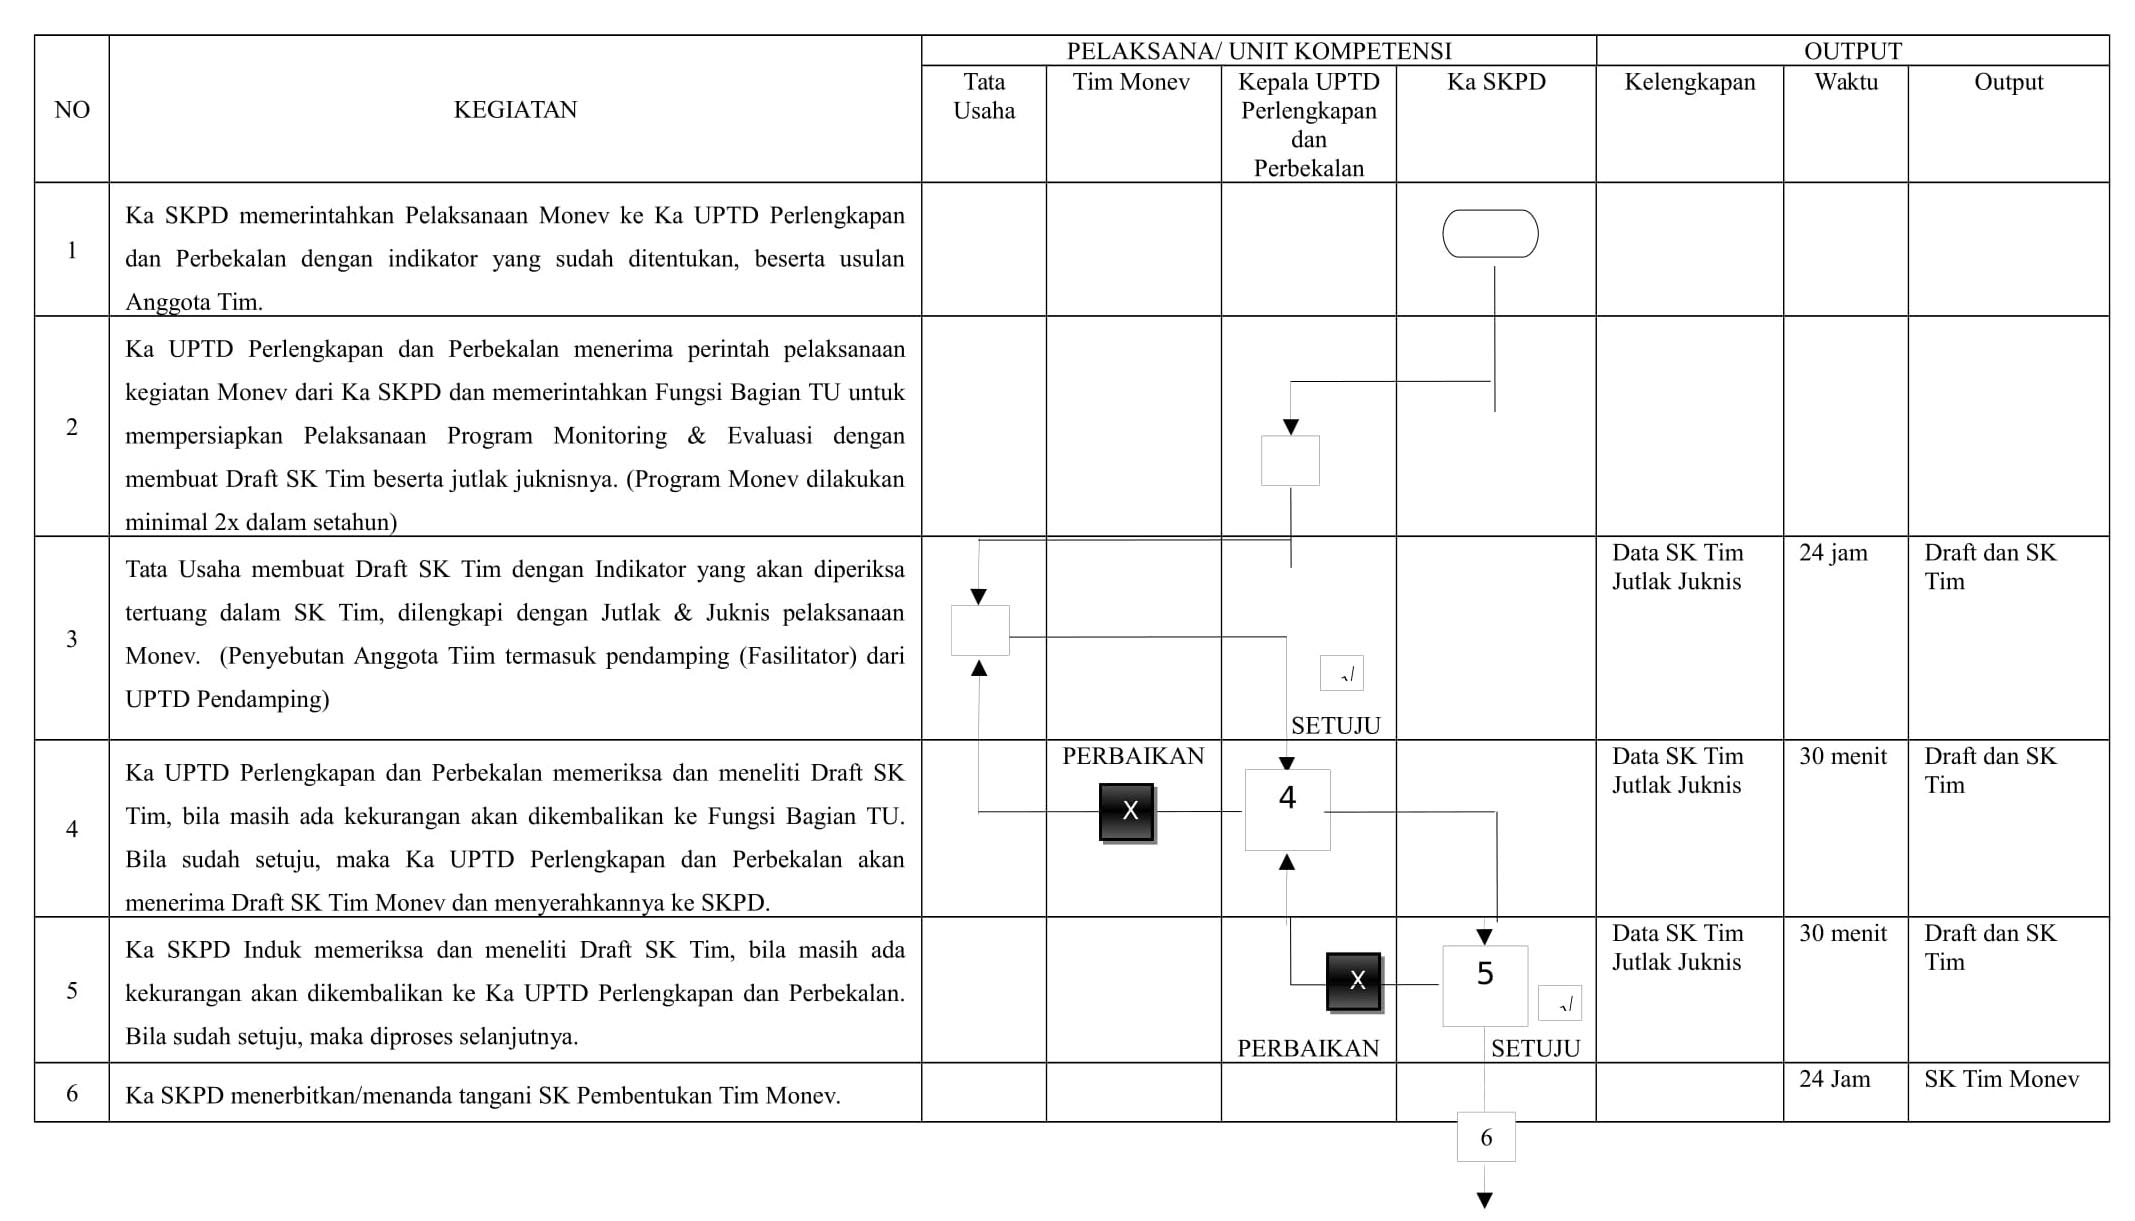 NO
KEGIATAN
PELAKSANA/ UNIT KOMPETENSI
OUTPUT
Tata
Usaha
Tim Monev
Kepala UPTD
Perlengkapan
dan
Perbekalan
Ka SKPD
Kelengkapan
Waktu
Output
1
Ka SKPD memerintahkan Pelaksanaan Monev ke Ka UPTD Perlengkapan
dan Perbekalan dengan indikator yang sudah ditentukan, beserta usulan
Anggota Tim.
2
Ka UPTD Perlengkapan dan Perbekalan menerima perintah pelaksanaan
kegiatan Monev dari Ka SKPD dan memerintahkan Fungsi Bagian TU untuk
mempersiapkan Pelaksanaan Program Monitoring & Evaluasi dengan
membuat Draft SK Tim beserta jutlak juknisnya. (Program Monev dilakukan
minimal 2x dalam setahun)
3
Tata Usaha membuat Draft SK Tim dengan Indikator yang akan diperiksa
tertuang dalam SK Tim, dilengkapi dengan Jutlak & Juknis pelaksanaan
Monev. (Penyebutan Anggota Tiim termasuk pendamping (Fasilitator) dari
UPTD Pendamping)
√
SETUJU
Data SK Tim
Jutlak Juknis
24 jam
Draft dan SK
Tim
4
Ka UPTD Perlengkapan dan Perbekalan memeriksa dan meneliti Draft SK
Tim, bila masih ada kekurangan akan dikembalikan ke Fungsi Bagian TU.
Bila sudah setuju, maka Ka UPTD Perlengkapan dan Perbekalan akan
menerima Draft SK Tim Monev dan menyerahkannya ke SKPD.
PERBAIKAN
X
4
Data SK Tim
Jutlak Juknis
30 menit
Draft dan SK
Tim
5
Ka SKPD Induk memeriksa dan meneliti Draft SK Tim, bila masih ada
kekurangan akan dikembalikan ke Ka UPTD Perlengkapan dan Perbekalan.
Bila sudah setuju, maka diproses selanjutnya.
X
PERBAIKAN
5
√
SETUJU
Data SK Tim
Jutlak Juknis
30 menit
Draft dan SK
Tim
6
Ka SKPD menerbitkan/menanda tangani SK Pembentukan Tim Monev.
6
24 Jam
SK Tim Monev